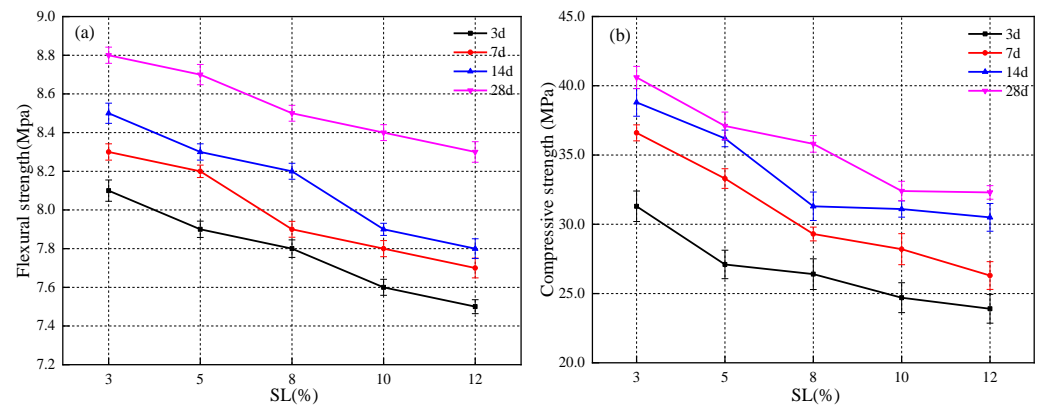 (a)
3d
7d
14d
28d
9.0
8.8
8.6
8.4
8.2
8.0
7.8
7.6
7.4
7.2
Flexural strength(Mpa)
3
5
8
10
12
SL(%)
(b)
3d
7d
14d
28d
45.0
40.0
35.0
30.0
25.0
20.0
Compressive strength (MPa)
3
5
8
10
12
SL(%)